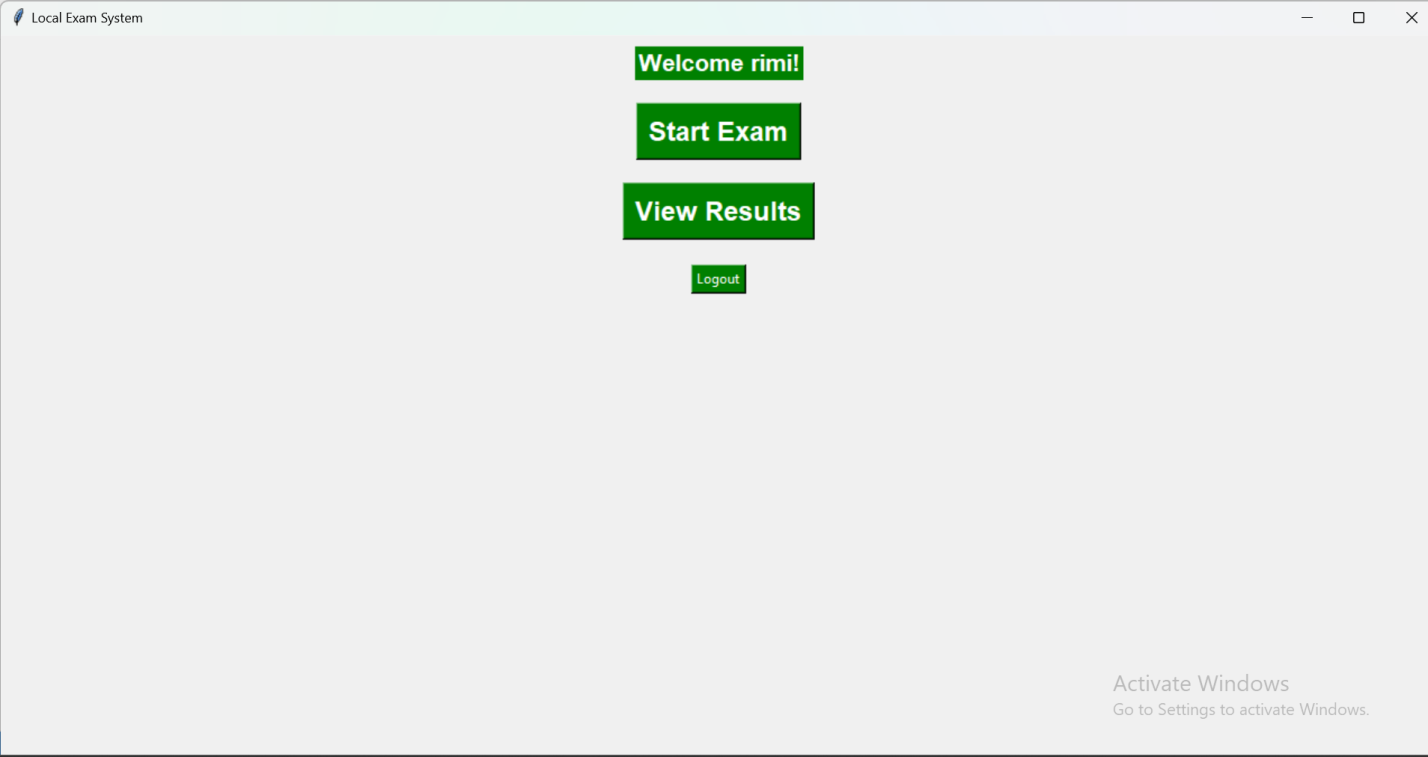 Local Exam System
Welcome rimi!
Start Exam
View Results
Logout
Activate Windows
Go to Settings to activate Windows.